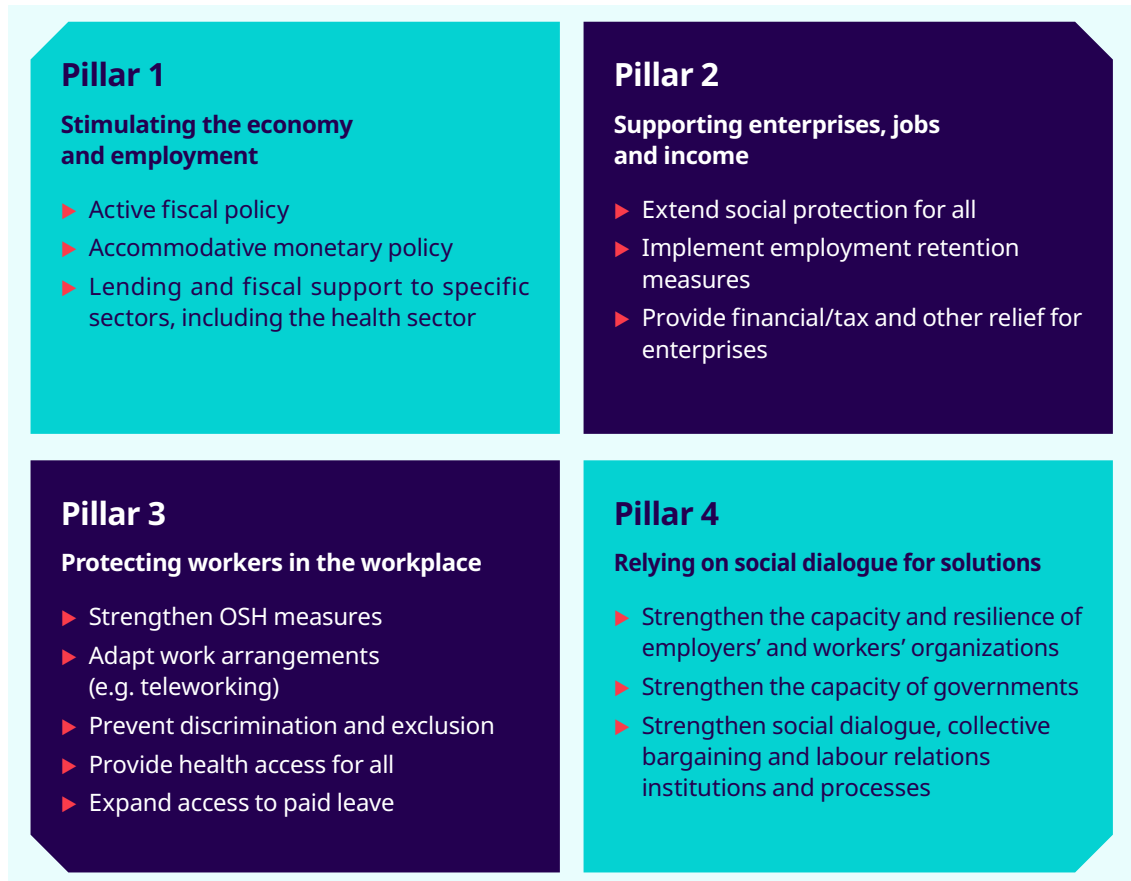 Pillar 1
Stimulating the economy
and employment
Active fiscal policy
Accommodative monetary policy
Lending and fiscal support to specific
sectors, including the health sector
Pillar 2
Supporting enterprises, jobs
and income
Extend social protection for all
Implement employment retention
measures
Provide financial/tax and other relief for
enterprises
Pillar 3
Protecting workers in the workplace
Strengthen OSH measures
Adapt work arrangements
(e.g. teleworking)
Prevent discrimination and exclusion
Provide health access for all
Expand access to paid leave
Pillar 4
Relying on social dialogue for solutions
Strengthen the capacity and resilience of
employers’ and workers’ organizations
Strengthen the capacity of governments
Strengthen social dialogue, collective
bargaining and labour relations
institutions and processes